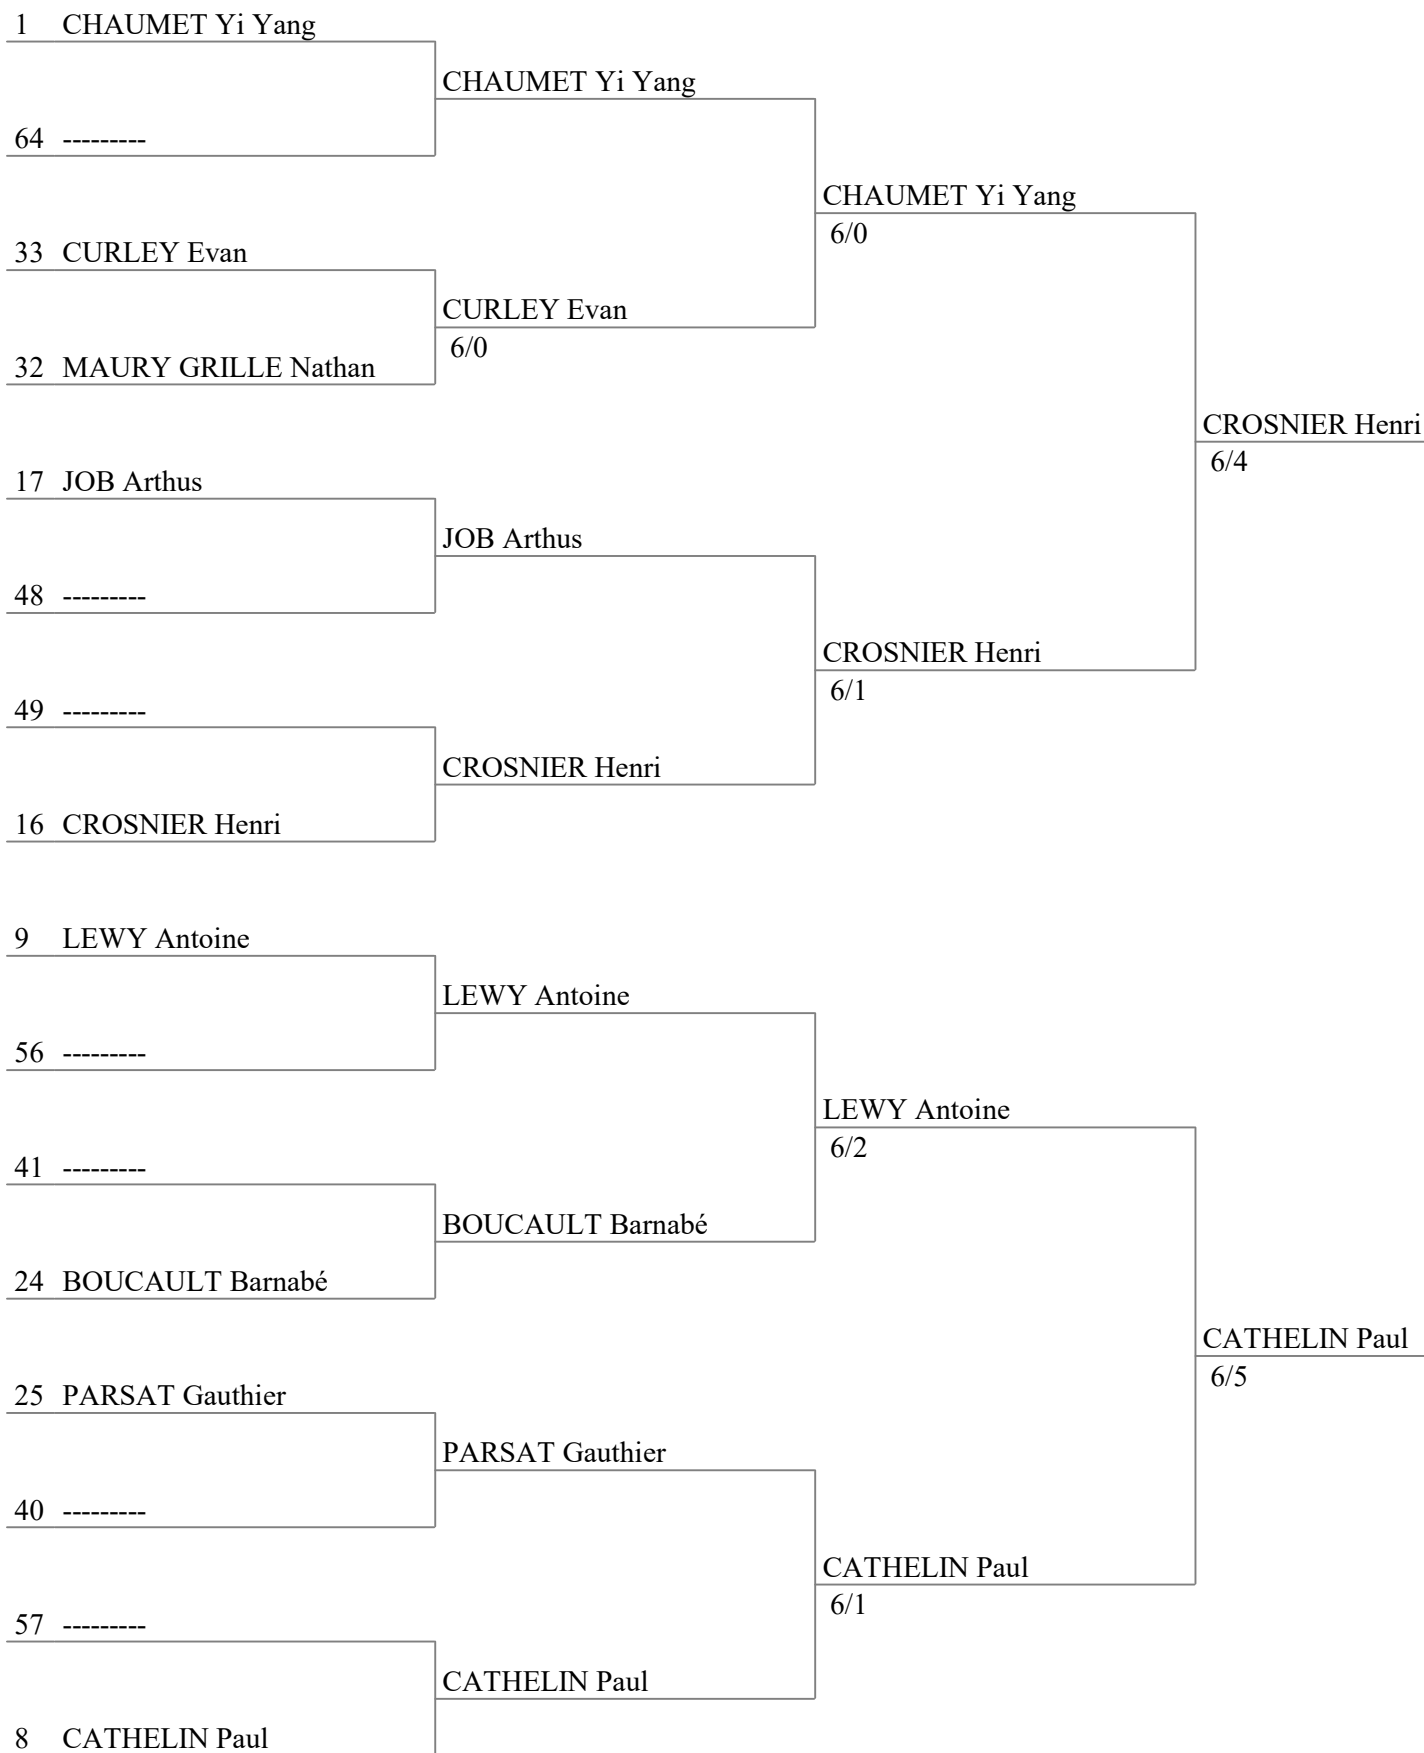 1 CHAUMET Yi Yang
CHAUMET Yi Yang
64 ---------
CHAUMET Yi Yang
6/0
33 CURLEY Evan
CURLEY Evan
6/0
32 MAURY GRILLE Nathan
CROSNIER Henri
6/4
17 JOB Arthus
JOB Arthus
48 ---------
CROSNIER Henri
6/1
49 ---------
CROSNIER Henri
16 CROSNIER Henri
9 LEWY Antoine
LEWY Antoine
56 ---------
LEWY Antoine
6/2
41 ---------
BOUCAULT Barnabé
24 BOUCAULT Barnabé
CATHELIN Paul
6/5
25 PARSAT Gauthier
PARSAT Gauthier
40 ---------
CATHELIN Paul
6/1
57 ---------
CATHELIN Paul
8 CATHELIN Paul